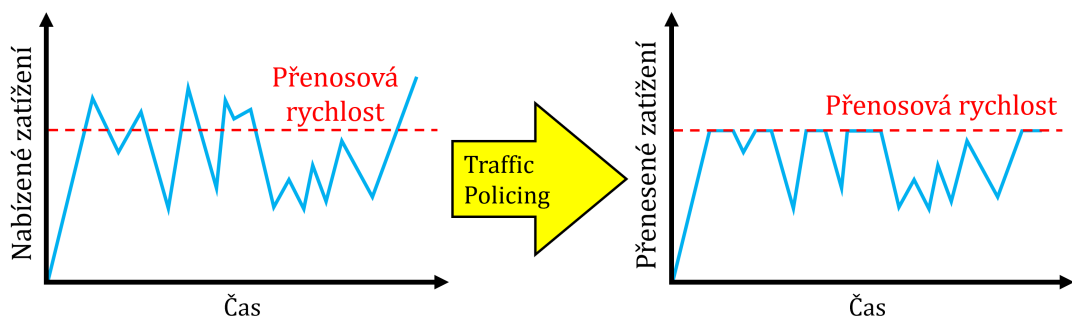 Nabízené zatížení
Přenosová
rychlost
Čas
Traffic
Policing
Přenesené zatížení
Přenosová rychlost
Čas